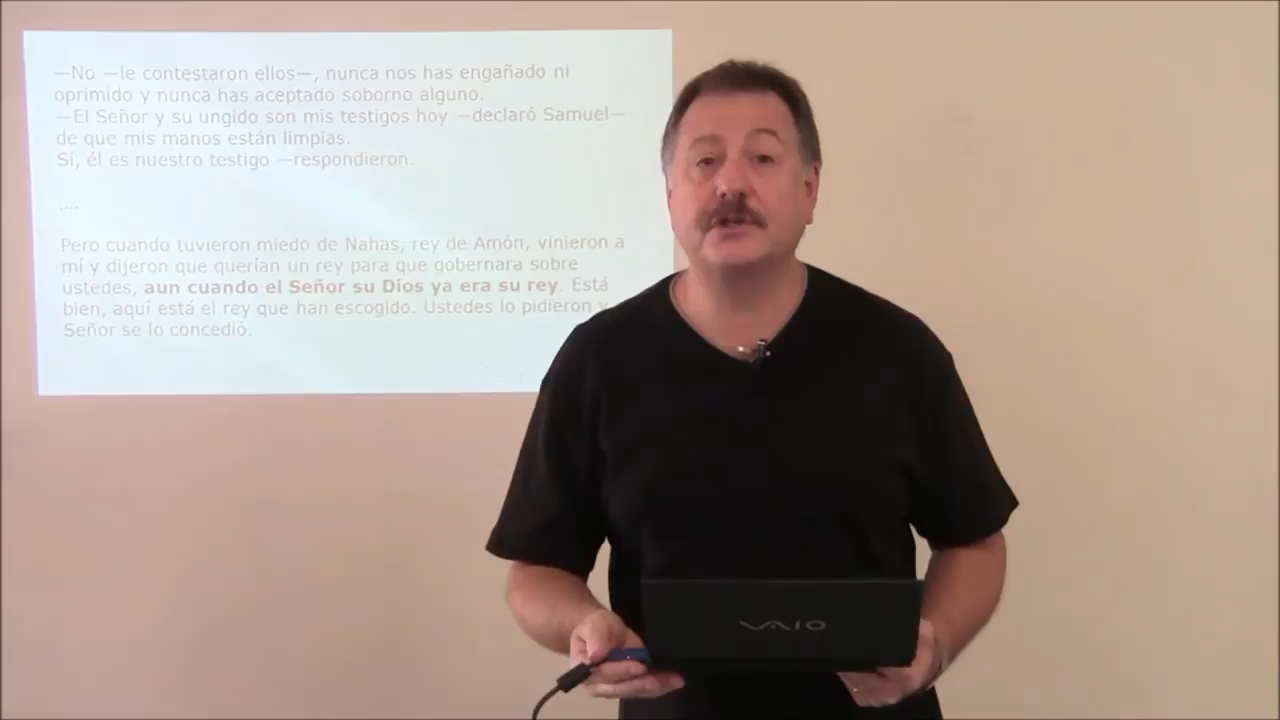 —No —le contestaron ellos—, nunca nos has engañado ni
oprimido y nunca has aceptado soborno alguno.
—El Señor y su ungido son mis testigos hoy —declaró Samuel—
de que mis manos están limpias.
Sí, él es nuestro testigo —respondieron.
....
Pero cuando tuvieron miedo de Nahas, rey de Amón, vinieron a
mí y dijeron que querían un rey para que gobernara sobre
ustedes, aun cuando el Señor su Dios ya era su rey. Está
bien, aquí está el rey que han escogido. Ustedes lo pidieron y
Señor se lo concedió.
VAIO